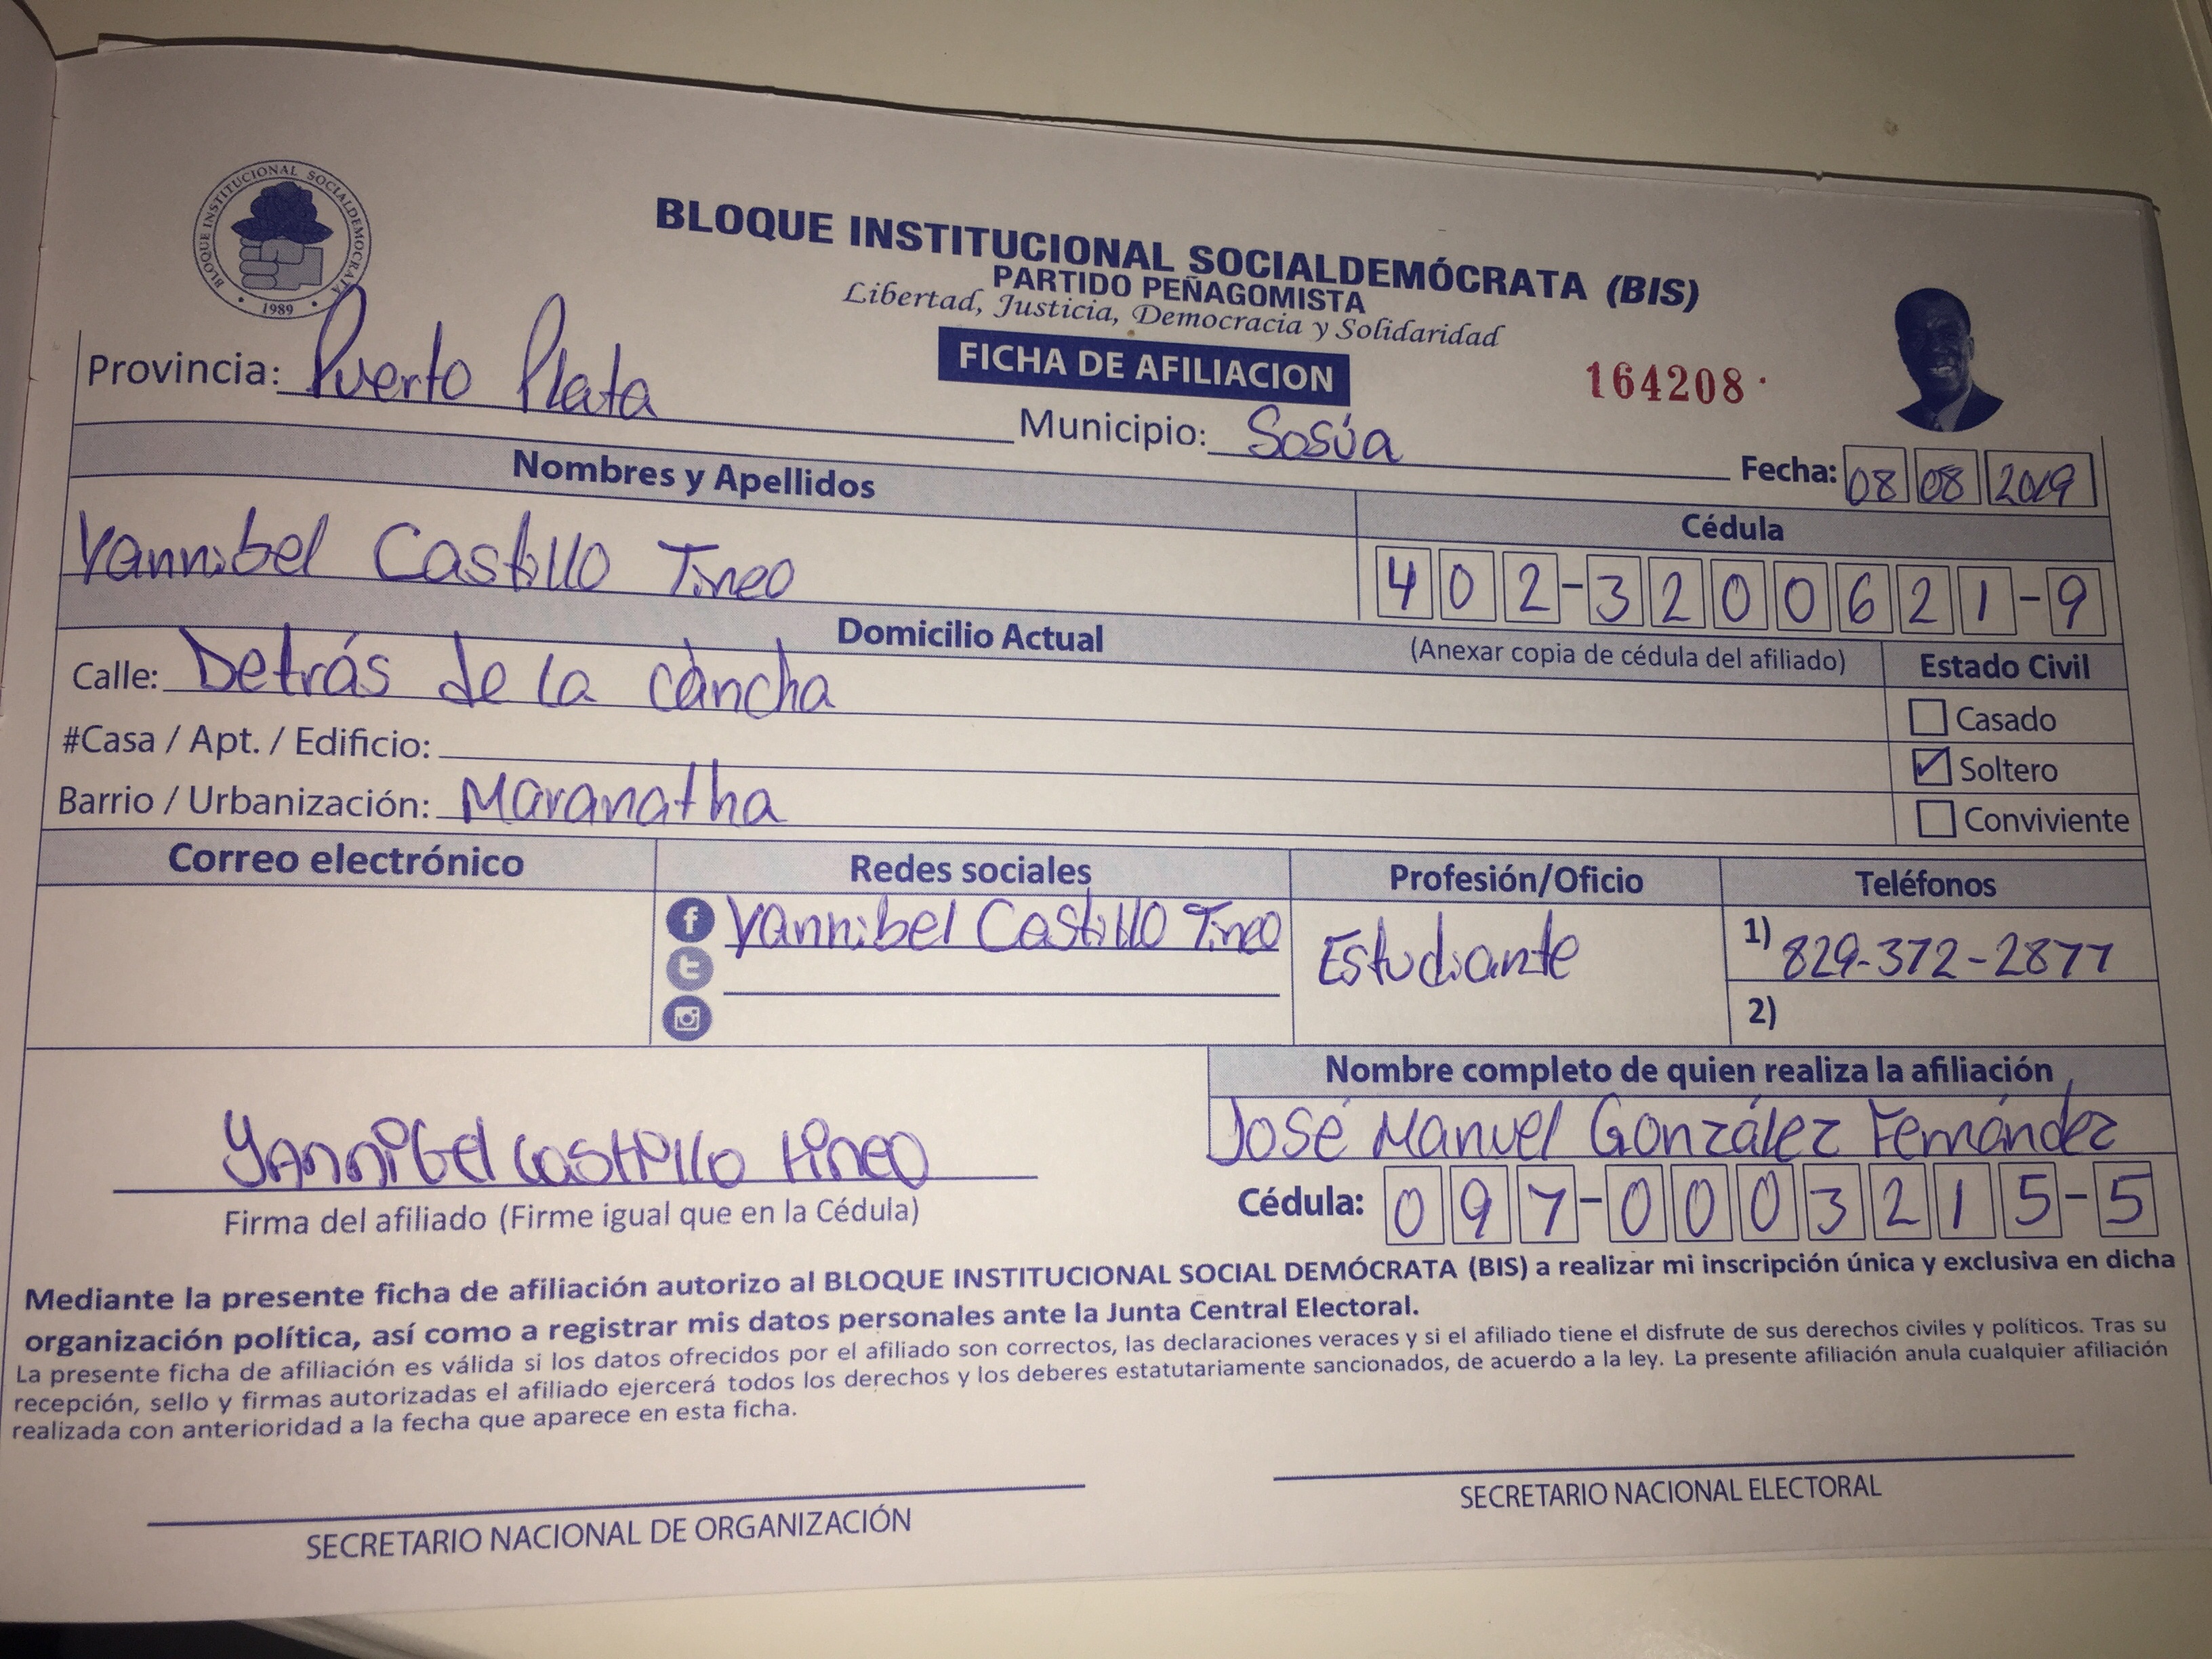 BLOQUE INSTITUCIONAL SOCIALDEMOCRATA
1989
BLOQUE INSTITUCIONAL SOCIALDEMÓCRATA (BIS)
PARTIDO PEÑAGOMISTA
Libertad, Justicia, Democracia y Solidaridad
FICHA DE AFILIACION
164208
Provincia: Puerto Plata
Municipio: Sosúa
Fecha: 08 08 2019
Nombres y Apellidos
Cédula
Yannibel Castillo Tineo
402-3200621-9
Domicilio Actual
(Anexar copia de cédula del afiliado)
Estado Civil
Calle: Detrás de la cancha
Casado
#Casa / Apt. / Edificio:
Soltero
Barrio / Urbanización: Maranatha
Conviviente
Correo electrónico
Redes sociales
Profesión/Oficio
Teléfonos
Yannibel Castillo Tineo
Estudiante
1) 829-372-2877
2)
Nombre completo de quien realiza la afiliación
José Manuel González Fernández
Yannibel Castillo Tineo
Cédula: 097-0003215-5
Firma del afiliado (Firme igual que en la Cédula)
Mediante la presente ficha de afiliación autorizo al BLOQUE INSTITUCIONAL SOCIAL DEMÓCRATA (BIS) a realizar mi inscripción única y exclusiva en dicha
organización política, así como a registrar mis datos personales ante la Junta Central Electoral.
La presente ficha de afiliación es válida si los datos ofrecidos por el afiliado son correctos, las declaraciones veraces y si el afiliado tiene el disfrute de sus derechos civiles y políticos. Tras su
recepción, sello y firmas autorizadas el afiliado ejercerá todos los derechos y los deberes estatutariamente sancionados, de acuerdo a la ley. La presente afiliación anula cualquier afiliación
realizada con anterioridad a la fecha que aparece en esta ficha.
SECRETARIO NACIONAL DE ORGANIZACIÓN
SECRETARIO NACIONAL ELECTORAL